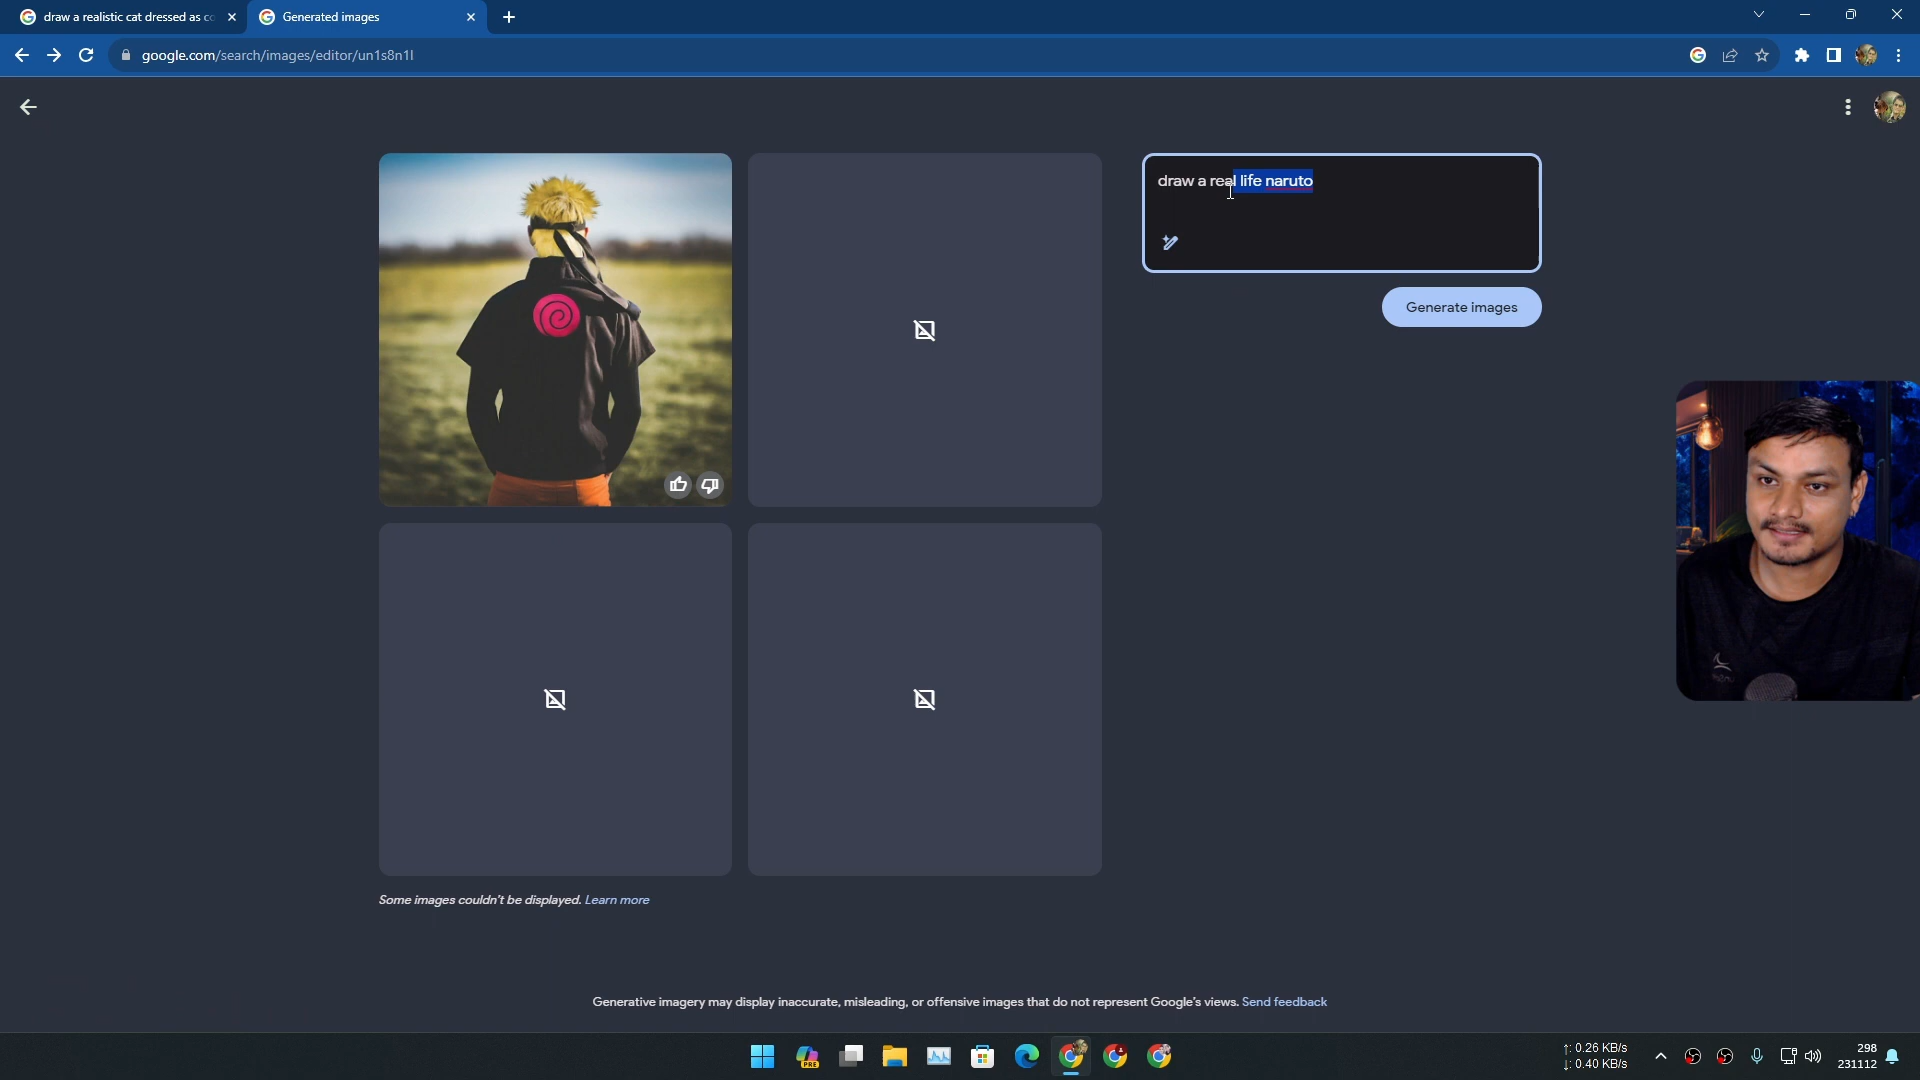 draw a realistic cat dressed as co
Generated images
google.com/search/images/editor/un1s8n1l
draw a real life naruto
Generate images
Some images couldn't be displayed. Learn more
Generative imagery may display inaccurate, misleading, or offensive images that do not represent Google's views. Send feedback
PRE
↑: 0.26 KB/s
↓: 0.40 KB/s
298
231112